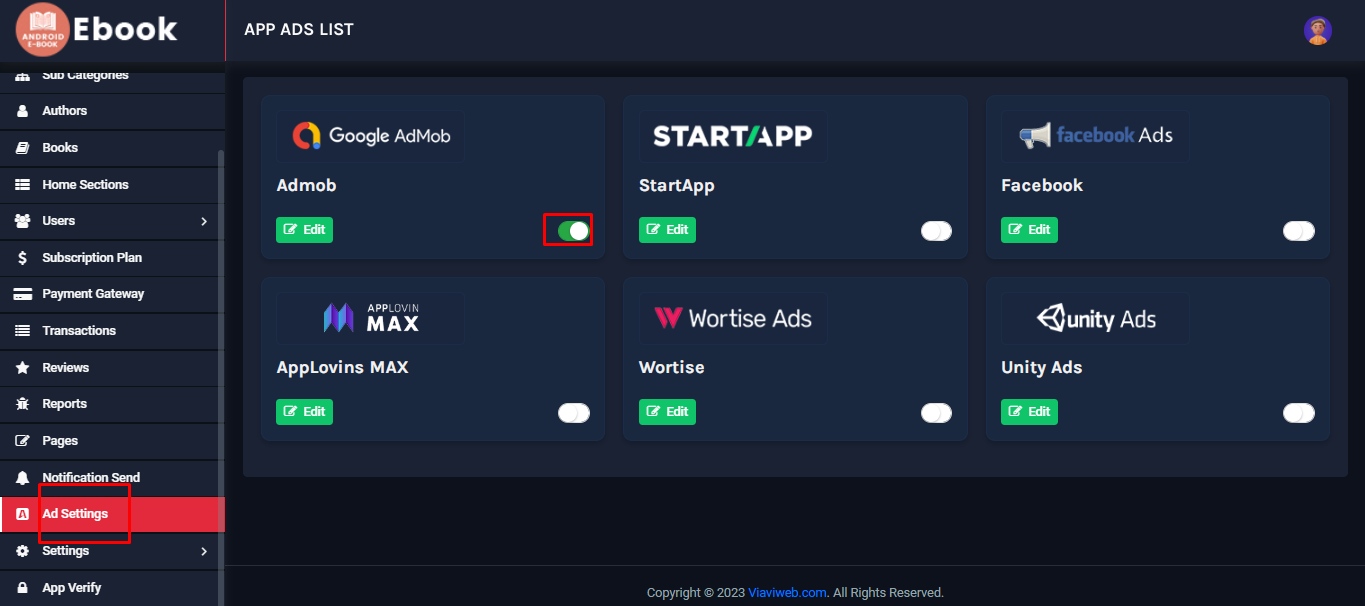 ANDROID
E-BOOK
Ebook
APP ADS LIST
Sub Categories
Authors
Books
Home Sections
Users
Subscription Plan
Payment Gateway
Transactions
Reviews
Reports
Pages
Notification Send
Ad Settings
Settings
App Verify
Google AdMob
Admob
Edit
STARTAPP
StartApp
Edit
facebook Ads
Facebook
Edit
APPLOVIN
MAX
AppLovins MAX
Edit
Wortise Ads
Wortise
Edit
unity Ads
Unity Ads
Edit
Copyright © 2023 Viaviweb.com. All Rights Reserved.